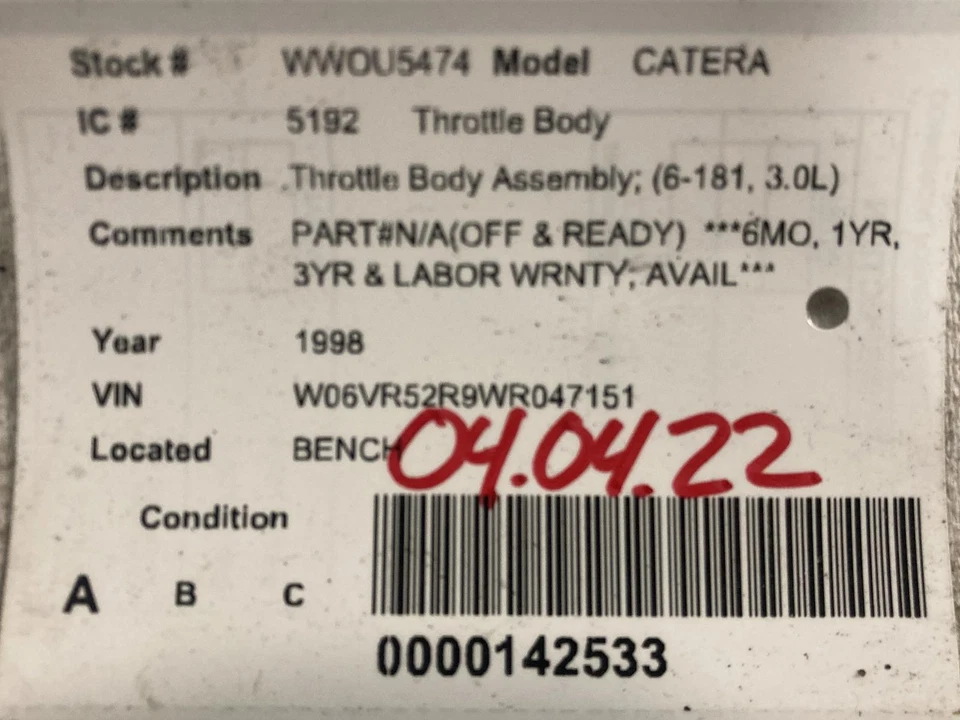 Stock # WWOU5474 Model CATERA
IC # 5192 Throttle Body
Description .Throttle Body Assembly; (6-181, 3.0L)
Comments PART#N/A(OFF & READY) ***6MO, 1YR,
3YR & LABOR WRNTY; AVAIL***
Year 1998
VIN W06VR52R9WR047151
Located BENCH
04.04.22
Condition
A B C
0000142533